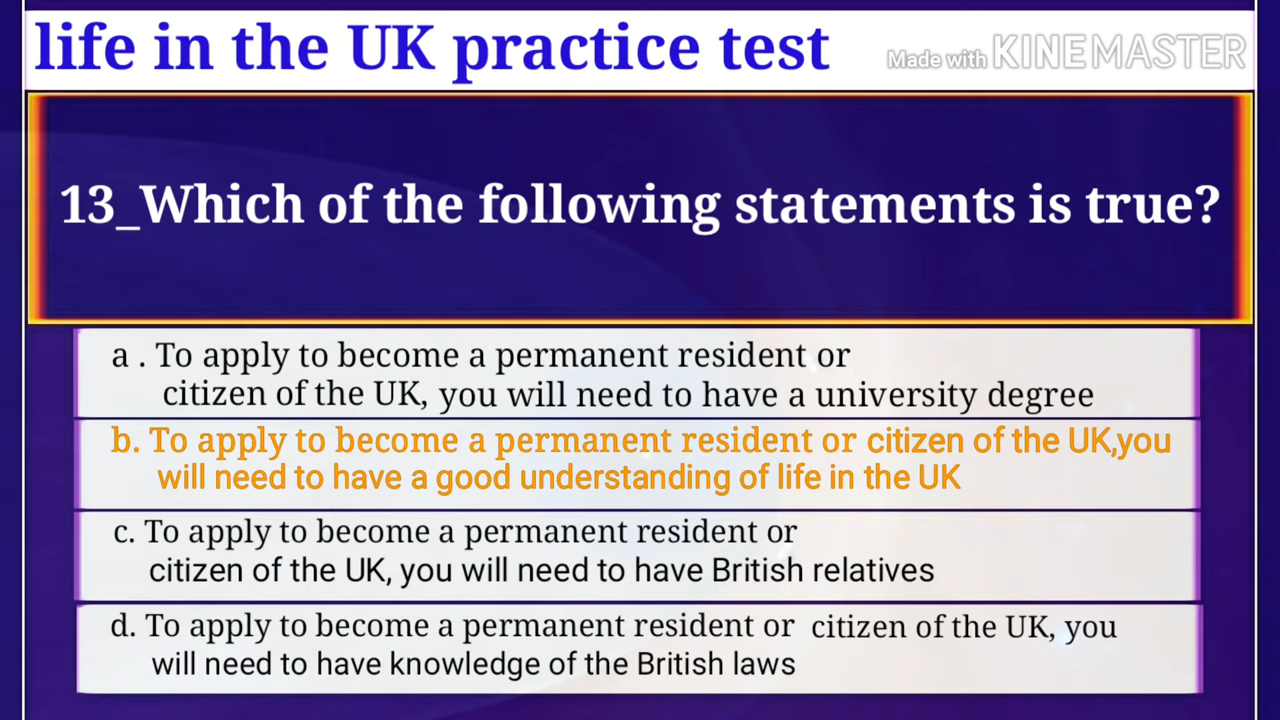 life in the UK practice test
Made with KINEMASTER
13_Which of the following statements is true?
a . To apply to become a permanent resident or
citizen of the UK, you will need to have a university degree
b. To apply to become a permanent resident or citizen of the UK,you
will need to have a good understanding of life in the UK
c. To apply to become a permanent resident or
citizen of the UK, you will need to have British relatives
d. To apply to become a permanent resident or citizen of the UK, you
will need to have knowledge of the British laws